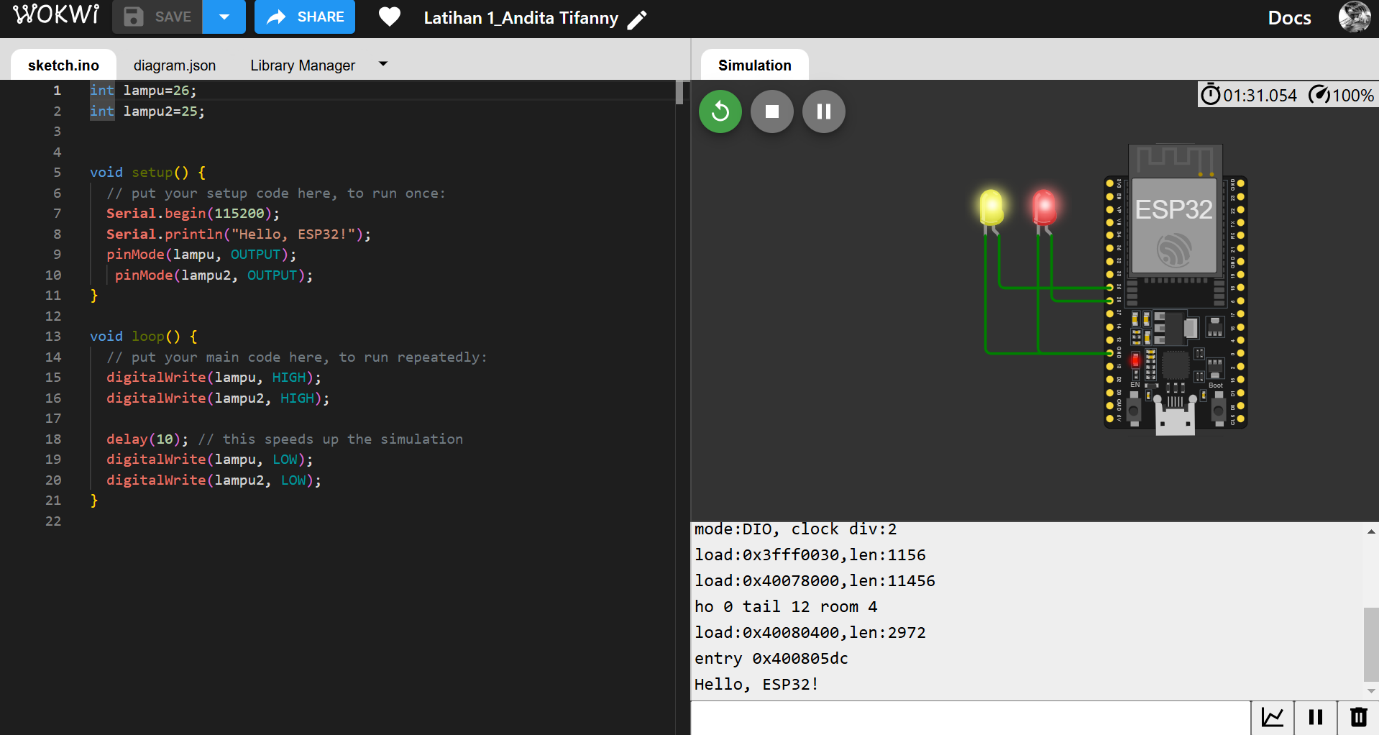 WOKWI SAVE SHARE Latihan 1_Andita Tifanny Docs
sketch.ino diagram.json Library Manager
Simulation
1 int lampu=26;
2 int lampu2=25;
3
4
5 void setup() {
6 // put your setup code here, to run once:
7 Serial.begin(115200);
8 Serial.println("Hello, ESP32!");
9 pinMode(lampu, OUTPUT);
10 pinMode(lampu2, OUTPUT);
11 }
12
13 void loop() {
14 // put your main code here, to run repeatedly:
15 digitalWrite(lampu, HIGH);
16 digitalWrite(lampu2, HIGH);
17
18 delay(10); // this speeds up the simulation
19 digitalWrite(lampu, LOW);
20 digitalWrite(lampu2, LOW);
21 }
22
01:31.054 100%
ESP32
EN Boot
mode:DIO, clock div:2
load:0x3fff0030,len:1156
load:0x40078000,len:11456
ho 0 tail 12 room 4
load:0x40080400,len:2972
entry 0x400805dc
Hello, ESP32!